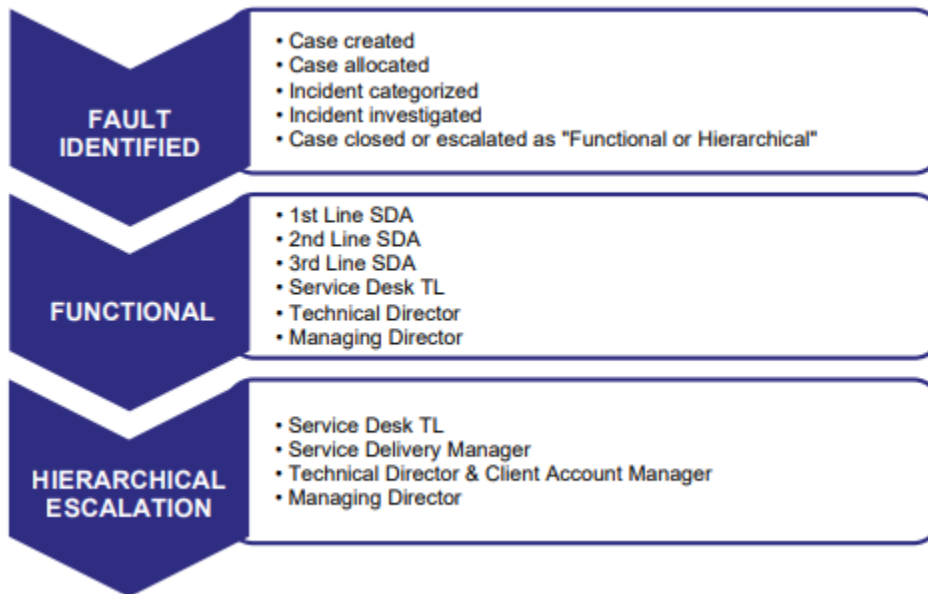 FAULT
IDENTIFIED
• Case created
• Case allocated
• Incident categorized
• Incident investigated
• Case closed or escalated as "Functional or Hierarchical"
FUNCTIONAL
• 1st Line SDA
• 2nd Line SDA
• 3rd Line SDA
• Service Desk TL
• Technical Director
• Managing Director
HIERARCHICAL
ESCALATION
• Service Desk TL
• Service Delivery Manager
• Technical Director & Client Account Manager
• Managing Director